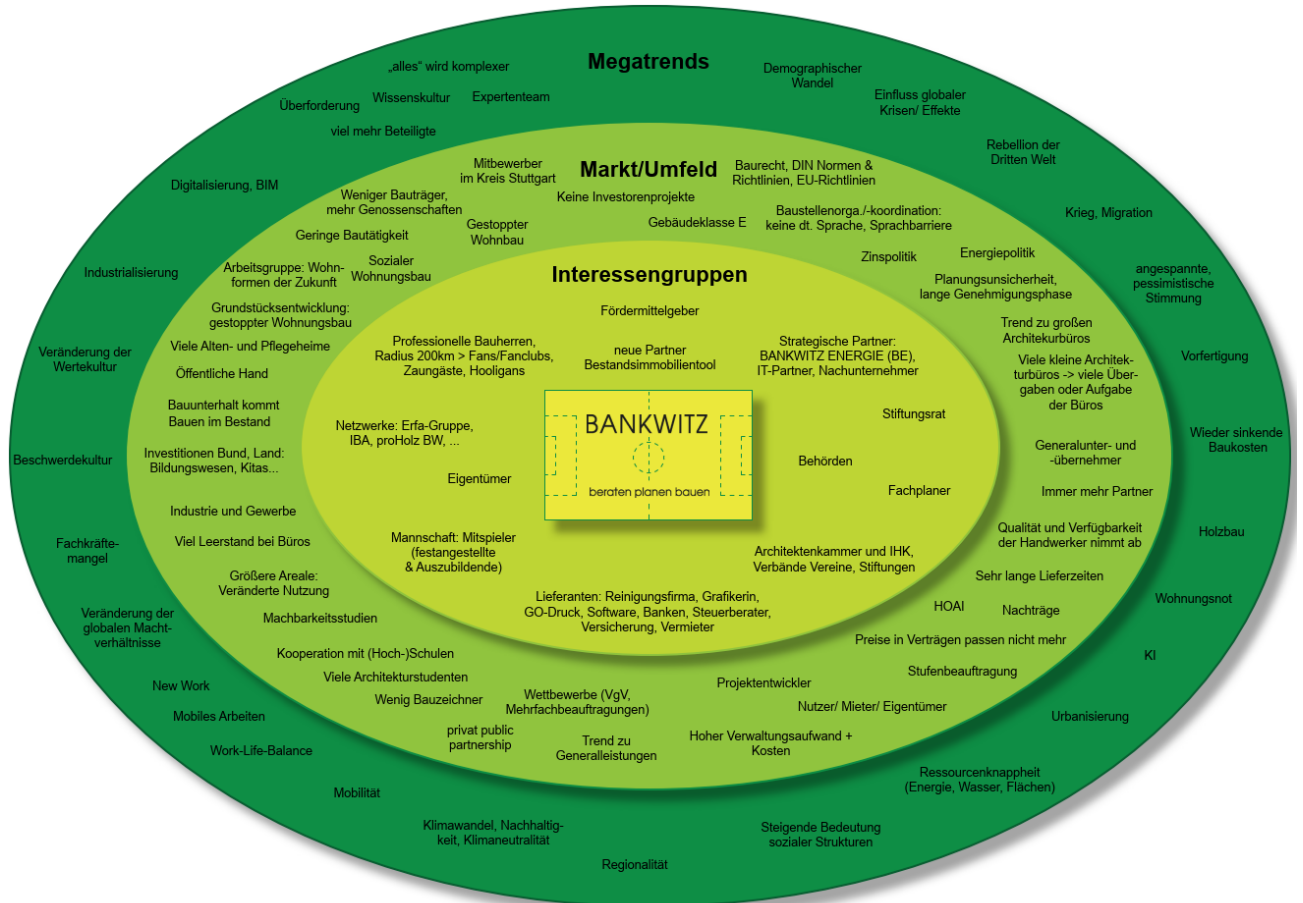 Megatrends
„alles“ wird komplexer
Überforderung
Wissenskultur
Expertenteam
viel mehr Beteiligte
Digitalisierung, BIM
Industrialisierung
Veränderung der
Wertekultur
Beschwerdekultur
Fachkräfte-
mangel
Veränderung der
globalen Macht-
verhältnisse
New Work
Mobiles Arbeiten
Work-Life-Balance
Mobilität
Klimawandel, Nachhaltig-
keit, Klimaneutralität
Regionalität
Steigende Bedeutung
sozialer Strukturen
Ressourcenknappheit
(Energie, Wasser, Flächen)
Urbanisierung
KI
Wohnungsnot
Holzbau
Wieder sinkende
Baukosten
Vorfertigung
angespannte,
pessimistische
Stimmung
Krieg, Migration
Rebellion der
Dritten Welt
Einfluss globaler
Krisen/ Effekte
Demographischer
Wandel
Markt/Umfeld
Mitbewerber
im Kreis Stuttgart
Keine Investorenprojekte
Weniger Bauträger,
mehr Genossenschaften
Gestoppter
Wohnbau
Geringe Bautätigkeit
Sozialer
Wohnungsbau
Arbeitsgruppe: Wohn-
formen der Zukunft
Grundstücksentwicklung:
gestoppter Wohnungsbau
Viele Alten- und Pflegeheime
Öffentliche Hand
Bauunterhalt kommt
Bauen im Bestand
Investitionen Bund, Land:
Bildungswesen, Kitas...
Industrie und Gewerbe
Viel Leerstand bei Büros
Größere Areale:
Veränderte Nutzung
Machbarkeitsstudien
Kooperation mit (Hoch-)Schulen
Viele Architekturstudenten
Wenig Bauzeichner
Wettbewerbe (VgV,
Mehrfachbeauftragungen)
privat public
partnership
Trend zu
Generalleistungen
Projektentwickler
Nutzer/ Mieter/ Eigentümer
Hoher Verwaltungsaufwand +
Kosten
Stufenbeauftragung
Preise in Verträgen passen nicht mehr
HOAI
Nachträge
Sehr lange Lieferzeiten
Qualität und Verfügbarkeit
der Handwerker nimmt ab
Immer mehr Partner
Generalunter- und
-übernehmer
Viele kleine Architek-
turbüros -> viele Über-
gaben oder Aufgabe
der Büros
Trend zu großen
Architekurbüros
Planungsunsicherheit,
lange Genehmigungsphase
Energiepolitik
Zinspolitik
Baustellenorga./-koordination:
keine dt. Sprache, Sprachbarriere
Gebäudeklasse E
Baurecht, DIN Normen &
Richtlinien, EU-Richtlinien
Interessengruppen
Fördermittelgeber
Professionelle Bauherren,
Radius 200km > Fans/Fanclubs,
Zaungäste, Hooligans
neue Partner
Bestandsimmobilientool
Strategische Partner:
BANKWITZ ENERGIE (BE),
IT-Partner, Nachunternehmer
Netzwerke: Erfa-Gruppe,
IBA, proHolz BW, ...
Eigentümer
Stiftungsrat
Behörden
Fachplaner
Mannschaft: Mitspieler
(festangestellte
& Auszubildende)
Architektenkammer und IHK,
Verbände Vereine, Stiftungen
Lieferanten: Reinigungsfirma, Grafikerin,
GO-Druck, Software, Banken, Steuerberater,
Versicherung, Vermieter
BANKWITZ
beraten planen bauen